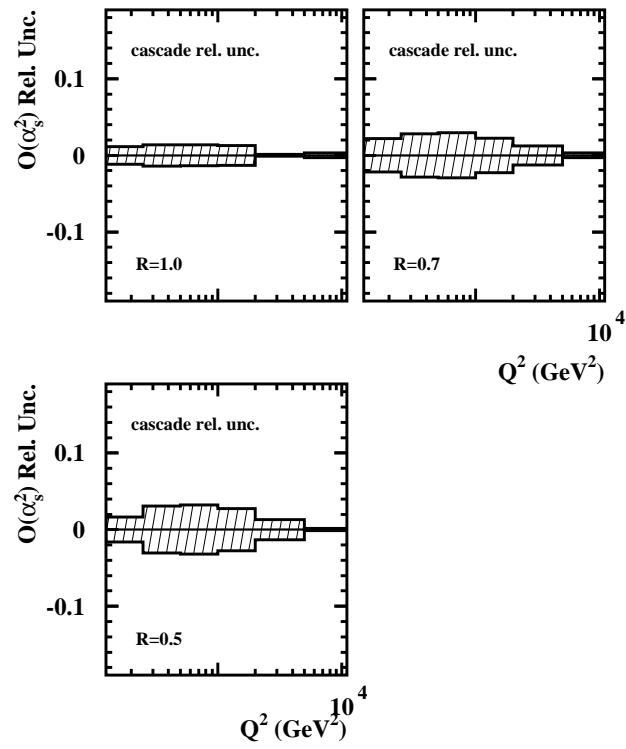 O(α_s^2) Rel. Unc.
0.1
0
-0.1
cascade rel. unc.
R=1.0
cascade rel. unc.
R=0.7
10^4
Q^2 (GeV^2)
O(α_s^2) Rel. Unc.
0.1
0
-0.1
cascade rel. unc.
R=0.5
10^4
Q^2 (GeV^2)